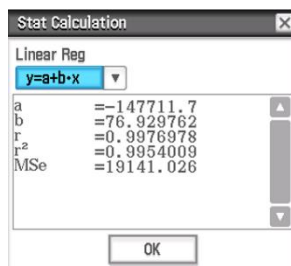 Stat Calculation
Linear Reg
y=a+b•x
a =-147711.7
b =76.929762
r =0.9976978
r² =0.9954009
MSe =19141.026
OK